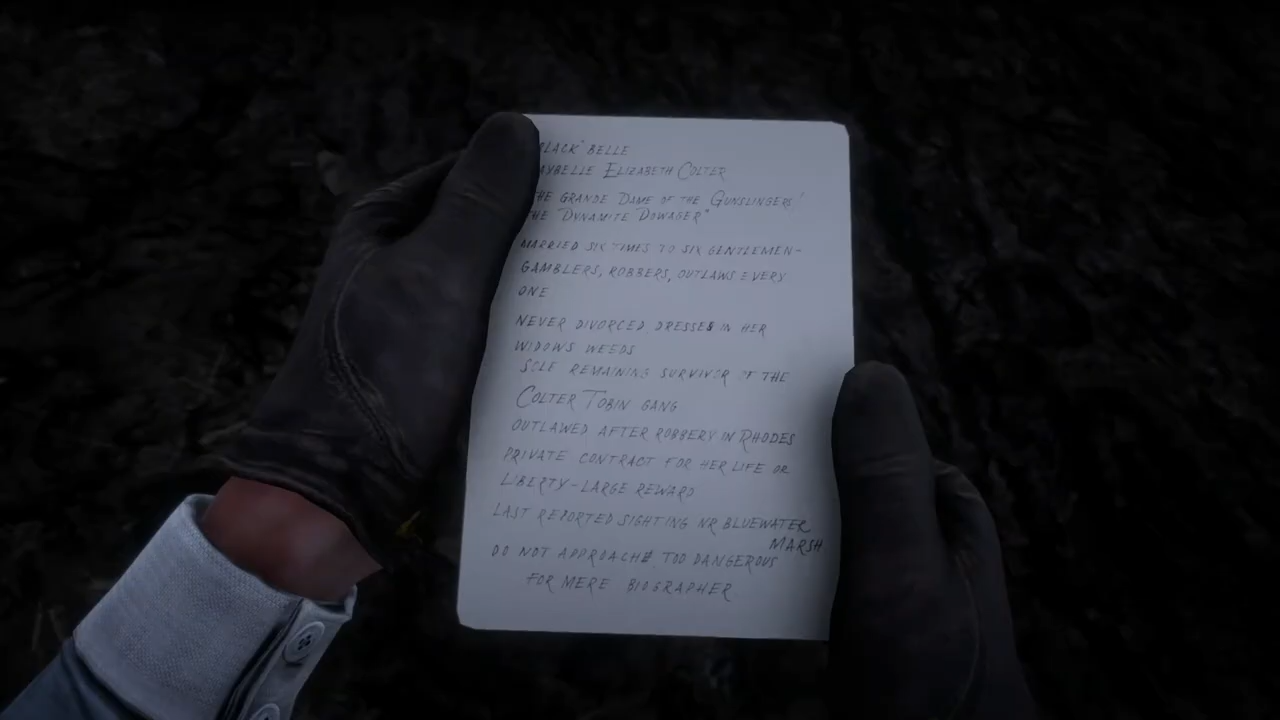 BLACK" BELLE
AYBELLE ELIZABETH COLTER
THE GRANDE DAME OF THE GUNSLINGERS!
THE "DYNAMITE DOWAGER"
MARRIED SIX TIMES TO SIX GENTLEMEN-
GAMBLERS, ROBBERS, OUTLAWS EVERY
ONE
NEVER DIVORCED DRESSES IN HER
WIDOWS WEEDS
SOLE REMAINING SURVIVOR OF THE
COLTER TOBIN GANG
OUTLAWED AFTER ROBBERY IN RHODES
PRIVATE CONTRACT FOR HER LIFE OR
LIBERTY-LARGE REWARD
LAST REPORTED SIGHTING NR BLUEWATER
MARSH
DO NOT APPROACH TOO DANGEROUS
FOR MERE BIOGRAPHER